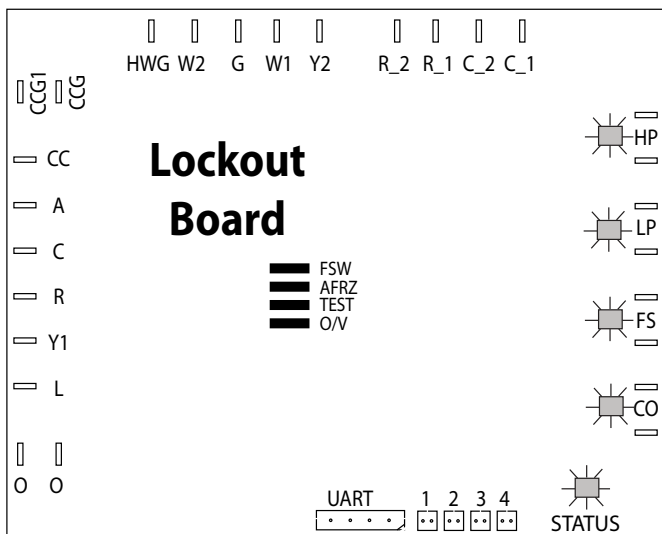 HWG W2 G W1 Y2 R_2 R_1 C_2 C_1
CCG1 CCG
HP
CC
Lockout
Board
A
LP
C
FSW
AFRZ
TEST
O/V
R
FS
Y1
L
CO
O O
UART 1 2 3 4
STATUS